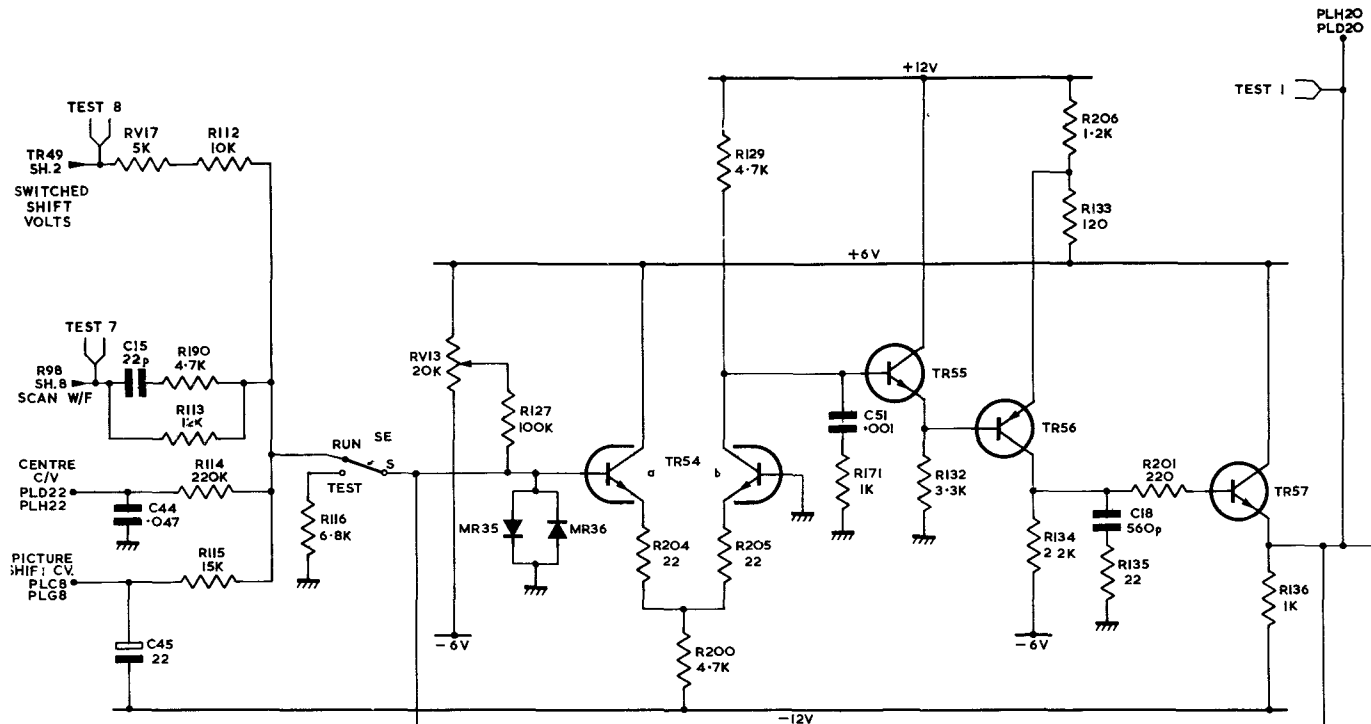 PLH20
PLD20
+12V
TEST 1
TEST 8
RV17
5K
R112
10K
TR49
SH.2
SWITCHED
SHIFT
VOLTS
R206
1·2K
R129
4·7K
R133
120
+6V
TEST 7
C15
22p
R190
4·7K
R98
SH.8
SCAN W/F
R113
12K
RV13
20K
R127
100K
TR55
TR56
C51
·001
CENTRE
C/V
PLD22
PLH22
R114
220K
C44
·047
RUN
SE
S
TEST
a
TR54
b
R171
1K
R132
3·3K
R201
220
TR57
R116
6.8K
MR35
MR36
C18
560p
PICTURE
SHIFT CV.
PLC8
PLG8
R115
15K
R204
22
R205
22
R134
2 2K
R135
22
R136
1K
C45
22
-6V
R200
4·7K
-6V
-12V